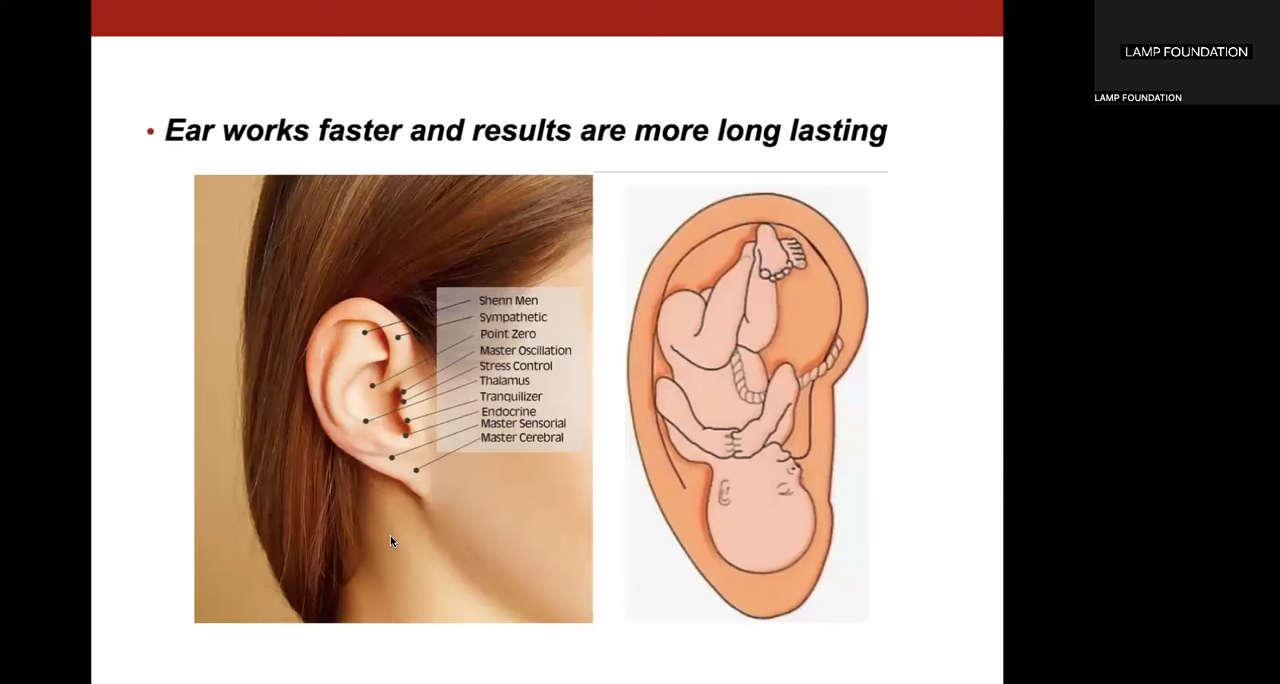 LAMP FOUNDATION
LAMP FOUNDATION
• Ear works faster and results are more long lasting
Shenn Men
Sympathetic
Point Zero
Master Oscillation
Stress Control
Thalamus
Tranquilizer
Endocrine
Master Sensorial
Master Cerebral